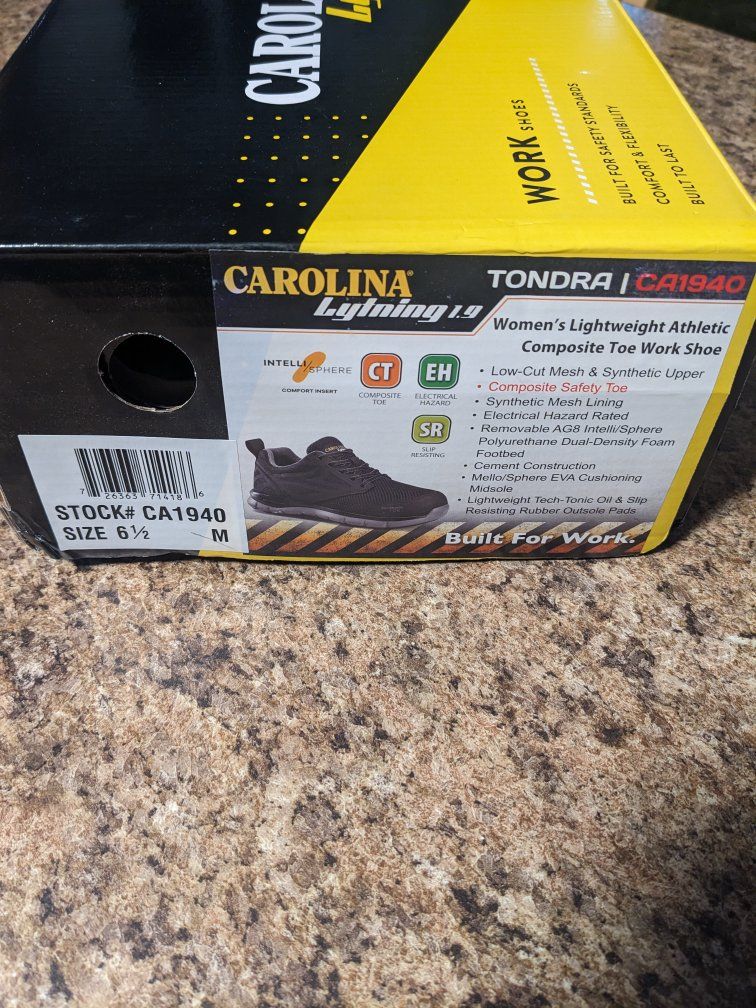 CAROL
Ly
WORK SHOES
BUILT FOR SAFETY STANDARDS
COMFORT & FLEXIBILITY
BUILT TO LAST
CAROLINA®
Lytning 1.9
TONDRA | CA1940
Women's Lightweight Athletic
Composite Toe Work Shoe
INTELLI/SPHERE
COMFORT INSERT
CT
COMPOSITE
TOE
EH
ELECTRICAL
HAZARD
SR
SLIP
RESISTING
• Low-Cut Mesh & Synthetic Upper
• Composite Safety Toe
• Synthetic Mesh Lining
• Electrical Hazard Rated
• Removable AG8 Intelli/Sphere
Polyurethane Dual-Density Foam
Footbed
• Cement Construction
• Mello/Sphere EVA Cushioning
Midsole
• Lightweight Tech-Tonic Oil & Slip
Resisting Rubber Outsole Pads
Built For Work.
7 26363 71418 6
STOCK# CA1940
SIZE 6½ M